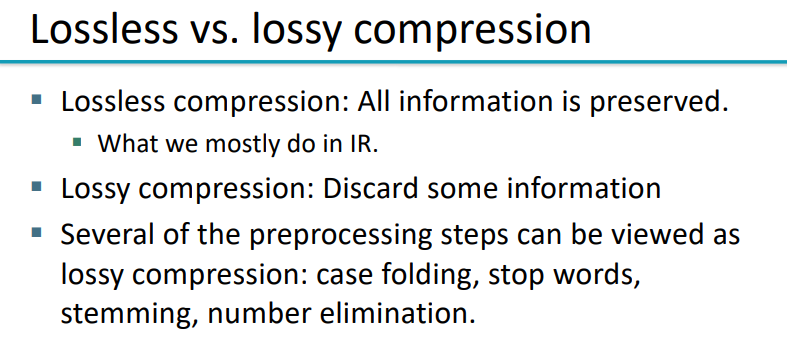 Lossless vs. lossy compression
▪ Lossless compression: All information is preserved.
▪ What we mostly do in IR.
▪ Lossy compression: Discard some information
▪ Several of the preprocessing steps can be viewed as
lossy compression: case folding, stop words,
stemming, number elimination.